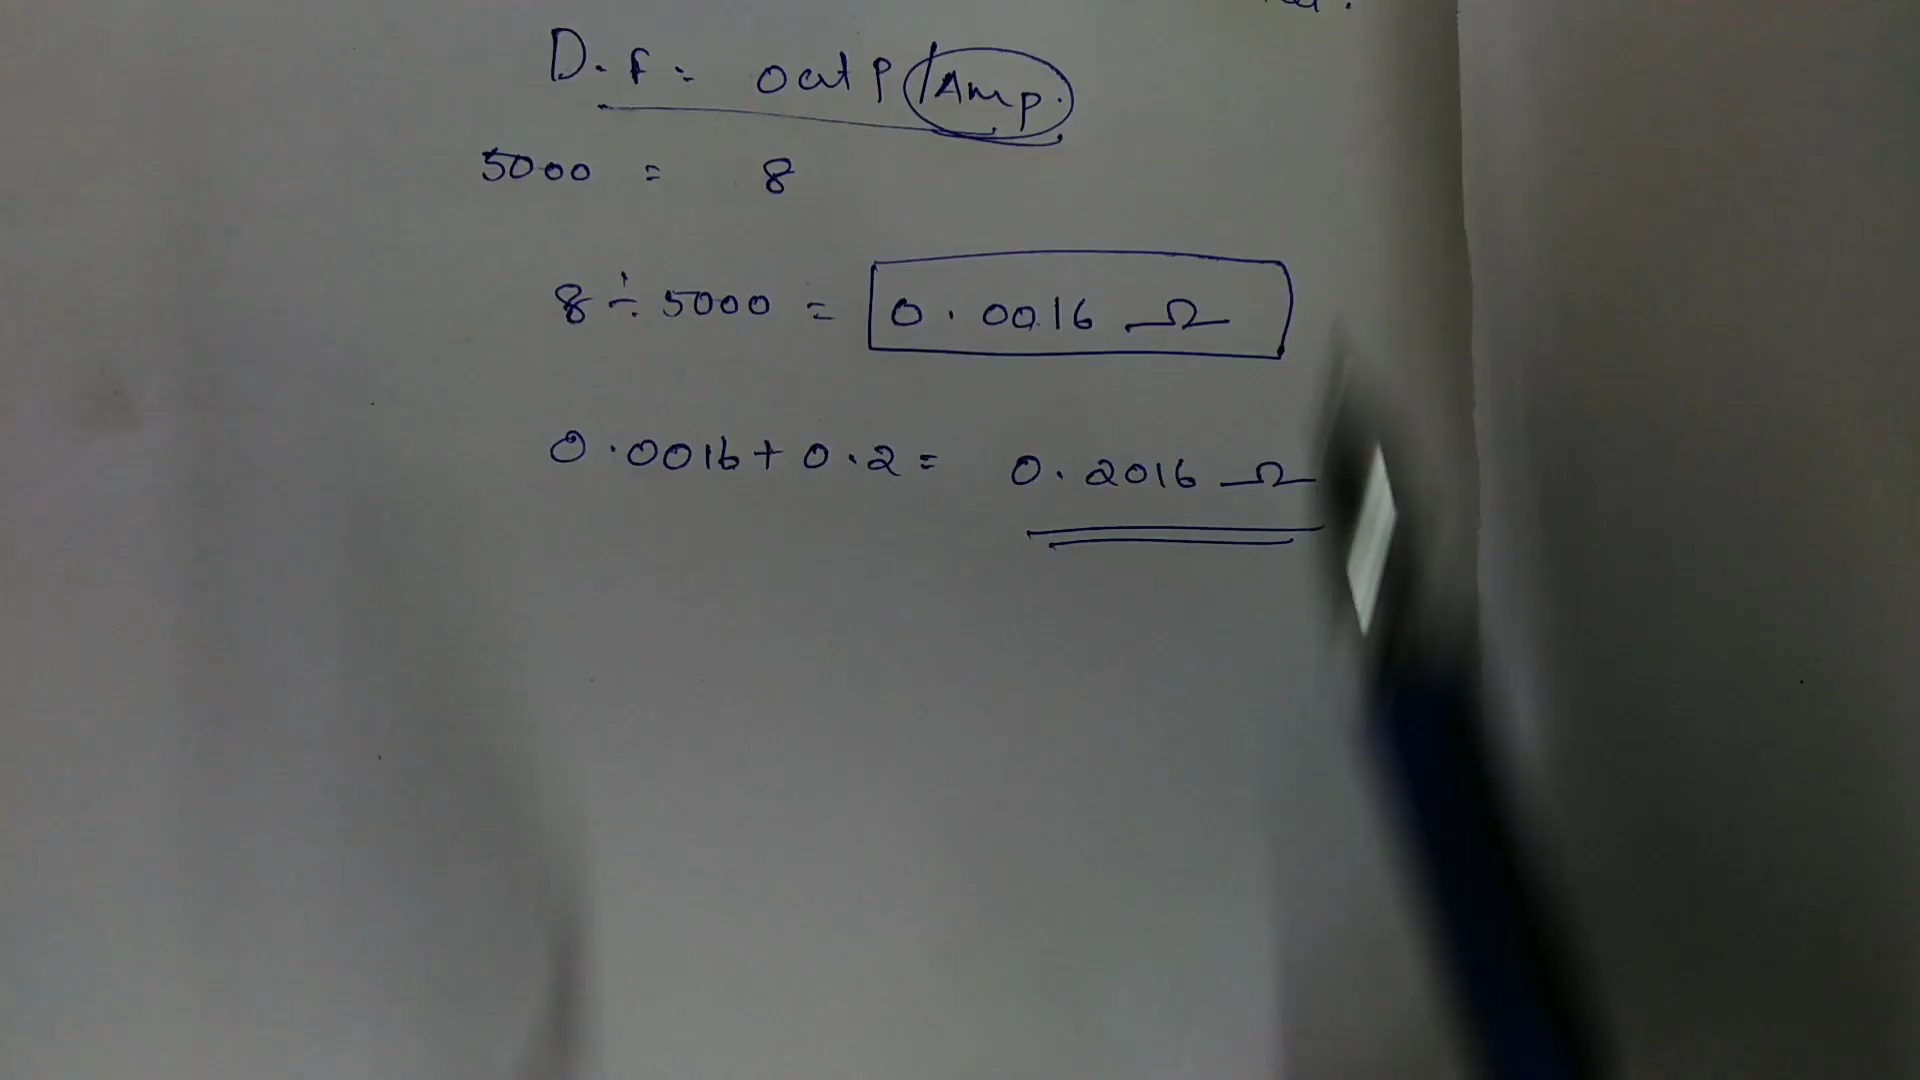 D.F = outp/Amp.
5000 = 8
8 ÷ 5000 = 0.0016 Ω
0.0016 + 0.2 = 0.2016 Ω